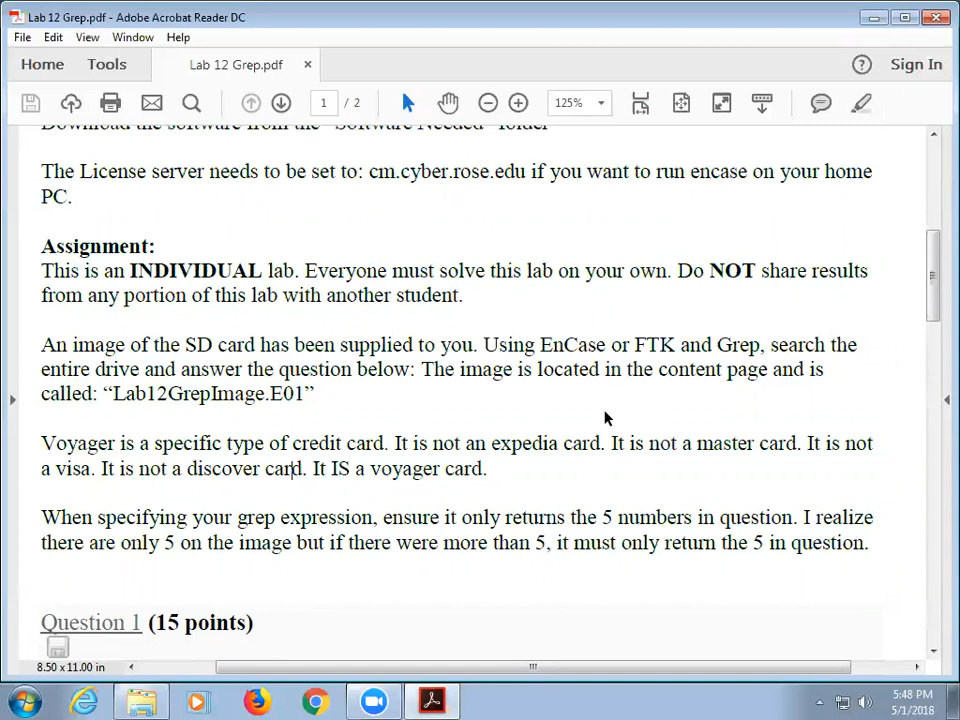 Lab 12 Grep.pdf - Adobe Acrobat Reader DC
File Edit View Window Help
Home Tools Lab 12 Grep.pdf × ? Sign In
1 / 2 125%
Download the software from the "Software Needed" folder
The License server needs to be set to: cm.cyber.rose.edu if you want to run encase on your home
PC.
Assignment:
This is an INDIVIDUAL lab. Everyone must solve this lab on your own. Do NOT share results
from any portion of this lab with another student.
An image of the SD card has been supplied to you. Using EnCase or FTK and Grep, search the
entire drive and answer the question below: The image is located in the content page and is
called: “Lab12GrepImage.E01”
Voyager is a specific type of credit card. It is not an expedia card. It is not a master card. It is not
a visa. It is not a discover card. It IS a voyager card.
When specifying your grep expression, ensure it only returns the 5 numbers in question. I realize
there are only 5 on the image but if there were more than 5, it must only return the 5 in question.
Question 1 (15 points)
8.50 x 11.00 in
5:48 PM
5/1/2018